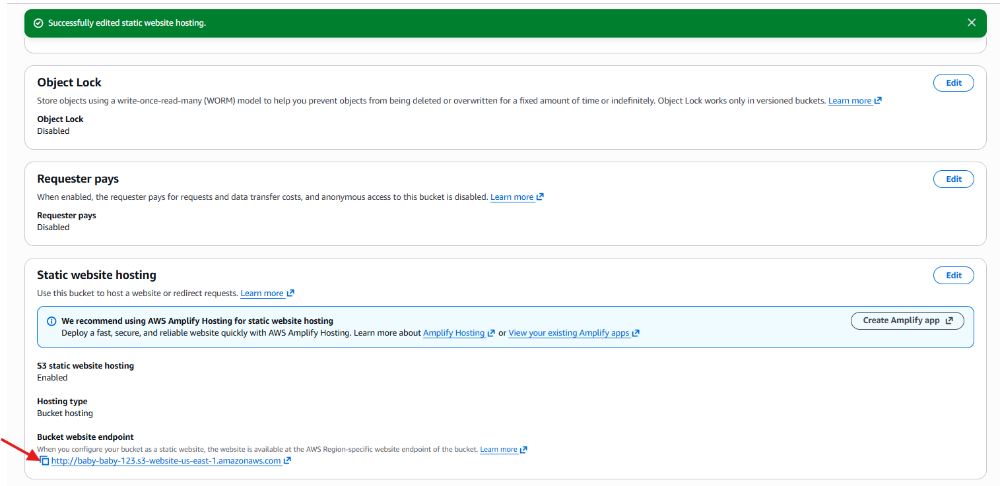 Successfully edited static website hosting.
Object Lock
Edit
Store objects using a write-once-read-many (WORM) model to help you prevent objects from being deleted or overwritten for a fixed amount of time or indefinitely. Object Lock works only in versioned buckets. Learn more
Object Lock
Disabled
Requester pays
Edit
When enabled, the requester pays for requests and data transfer costs, and anonymous access to this bucket is disabled. Learn more
Requester pays
Disabled
Static website hosting
Edit
Use this bucket to host a website or redirect requests. Learn more
We recommend using AWS Amplify Hosting for static website hosting
Create Amplify app
Deploy a fast, secure, and reliable website quickly with AWS Amplify Hosting. Learn more about Amplify Hosting or View your existing Amplify apps
S3 static website hosting
Enabled
Hosting type
Bucket hosting
Bucket website endpoint
When you configure your bucket as a static website, the website is available at the AWS Region-specific website endpoint of the bucket. Learn more
http://baby-baby-123.s3-website-us-east-1.amazonaws.com